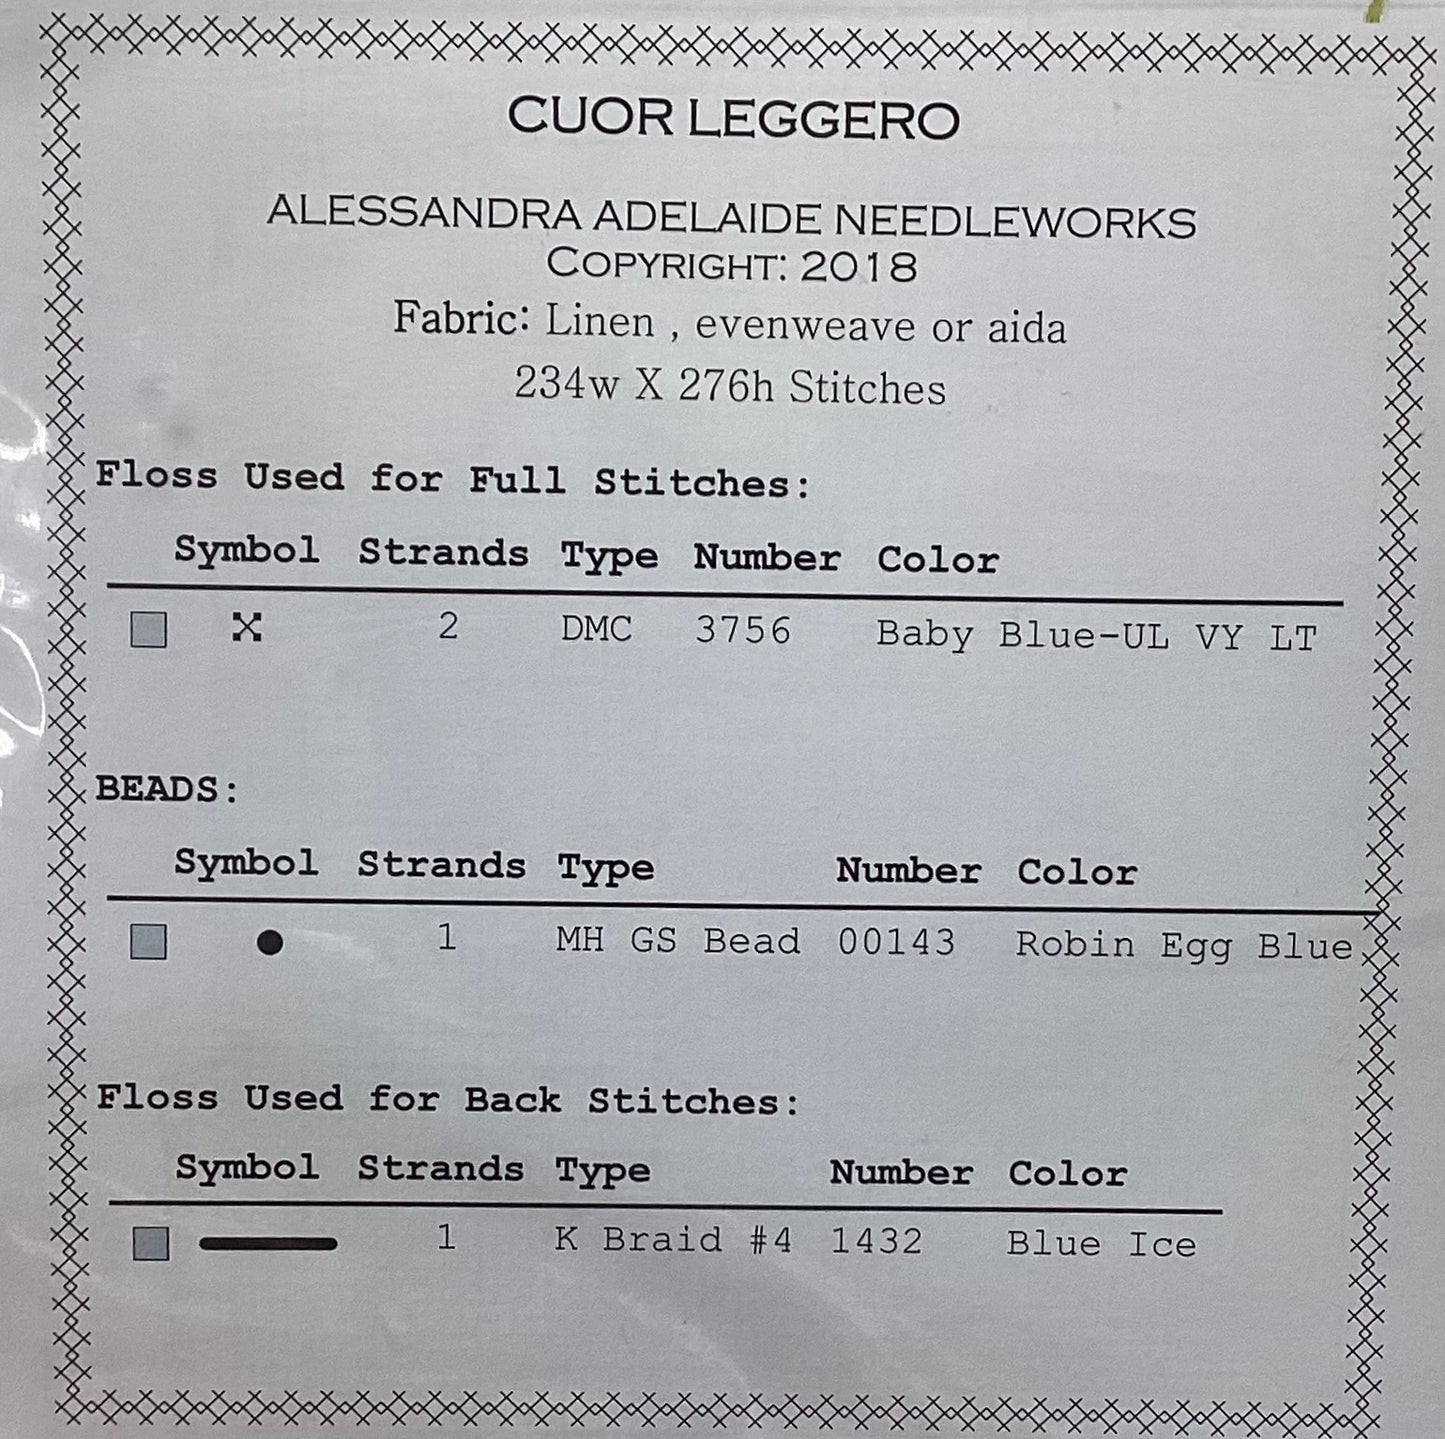 CUOR LEGGERO
ALESSANDRA ADELAIDE NEEDLEWORKS
COPYRIGHT: 2018
Fabric: Linen , evenweave or aida
234w X 276h Stitches
Floss Used for Full Stitches:
Symbol Strands Type Number Color
2 DMC 3756 Baby Blue-UL VY LT
BEADS:
Symbol Strands Type Number Color
1 MH GS Bead 00143 Robin Egg Blue
Floss Used for Back Stitches:
Symbol Strands Type Number Color
1 K Braid #4 1432 Blue Ice